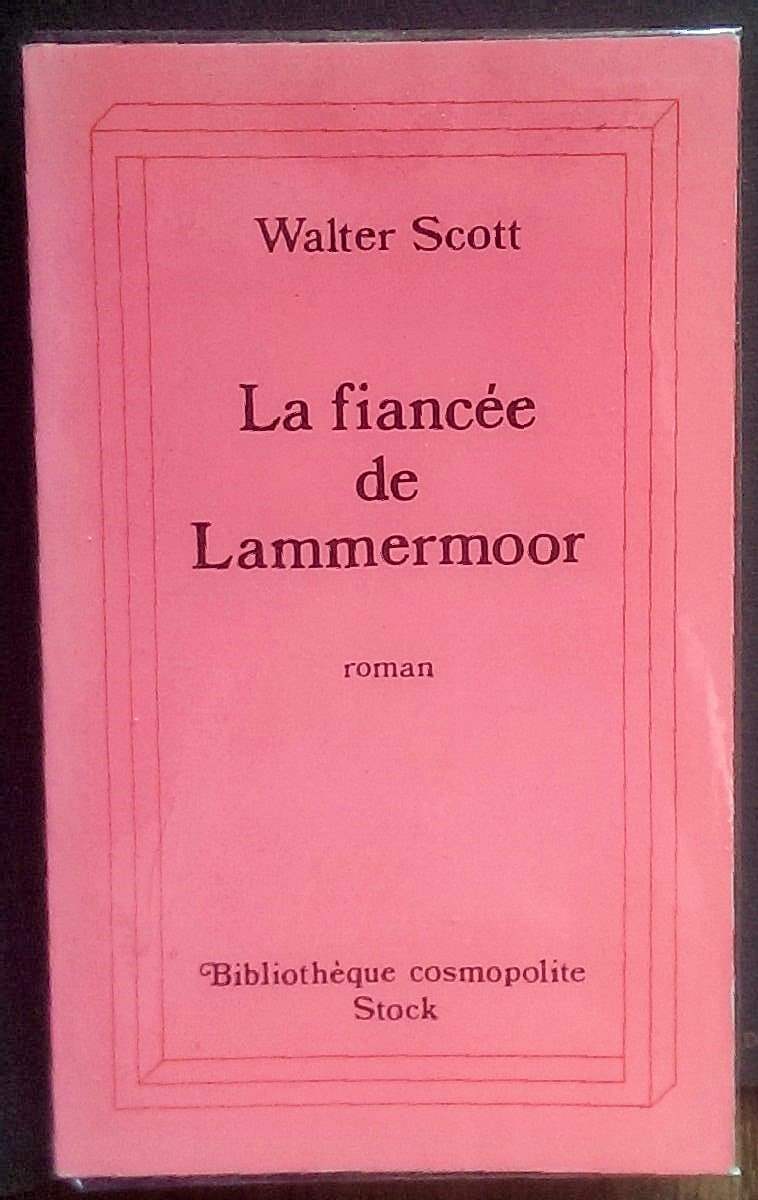 Walter Scott
La fiancée
de
Lammermoor
roman
Bibliothèque cosmopolite
Stock